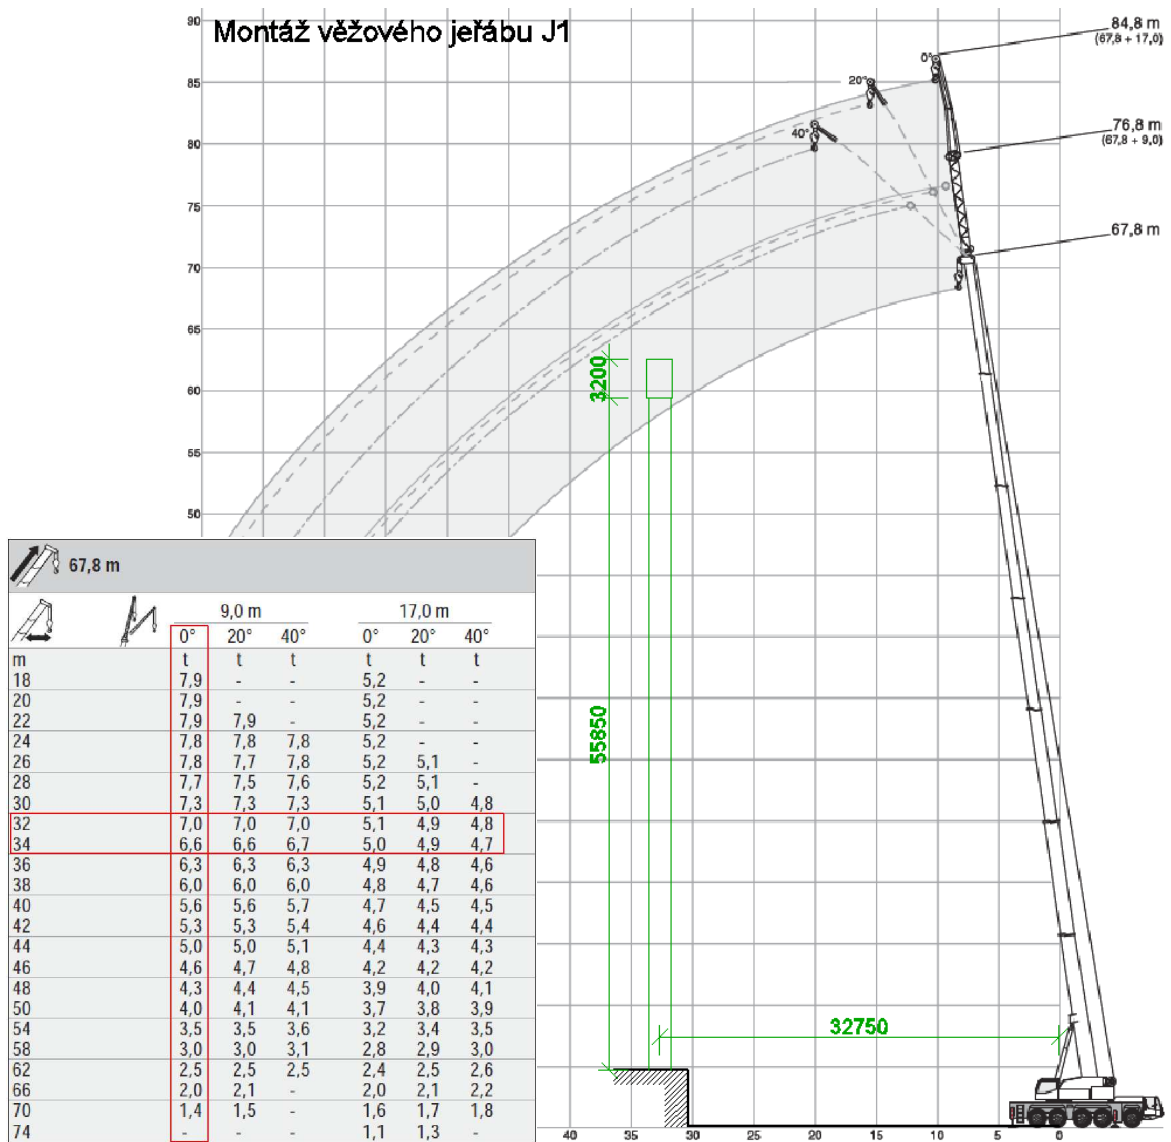 Montáž věžového jeřábu J1
90
85
80
75
70
65
60
55
50
84,8 m
(67,8 + 17,0)
76,8 m
(67,8 + 9,0)
67,8 m
0°
20°
40°
3200
55850
32750
67,8 m
9,0 m 17,0 m
0° 20° 40° 0° 20° 40°
m t t t t t t
18 7,9 - - 5,2 - -
20 7,9 - - 5,2 - -
22 7,9 7,9 - 5,2 - -
24 7,8 7,8 7,8 5,2 - -
26 7,8 7,7 7,8 5,2 5,1 -
28 7,7 7,5 7,6 5,2 5,1 -
30 7,3 7,3 7,3 5,1 5,0 4,8
32 7,0 7,0 7,0 5,1 4,9 4,8
34 6,6 6,6 6,7 5,0 4,9 4,7
36 6,3 6,3 6,3 4,9 4,8 4,6
38 6,0 6,0 6,0 4,8 4,7 4,6
40 5,6 5,6 5,7 4,7 4,5 4,5
42 5,3 5,3 5,4 4,6 4,4 4,4
44 5,0 5,0 5,1 4,4 4,3 4,3
46 4,6 4,7 4,8 4,2 4,2 4,2
48 4,3 4,4 4,5 3,9 4,0 4,1
50 4,0 4,1 4,1 3,7 3,8 3,9
54 3,5 3,5 3,6 3,2 3,4 3,5
58 3,0 3,0 3,1 2,8 2,9 3,0
62 2,5 2,5 2,5 2,4 2,5 2,6
66 2,0 2,1 - 2,0 2,1 2,2
70 1,4 1,5 - 1,6 1,7 1,8
74 - - - 1,1 1,3 -
40 35 30 25 20 15 10 5 0